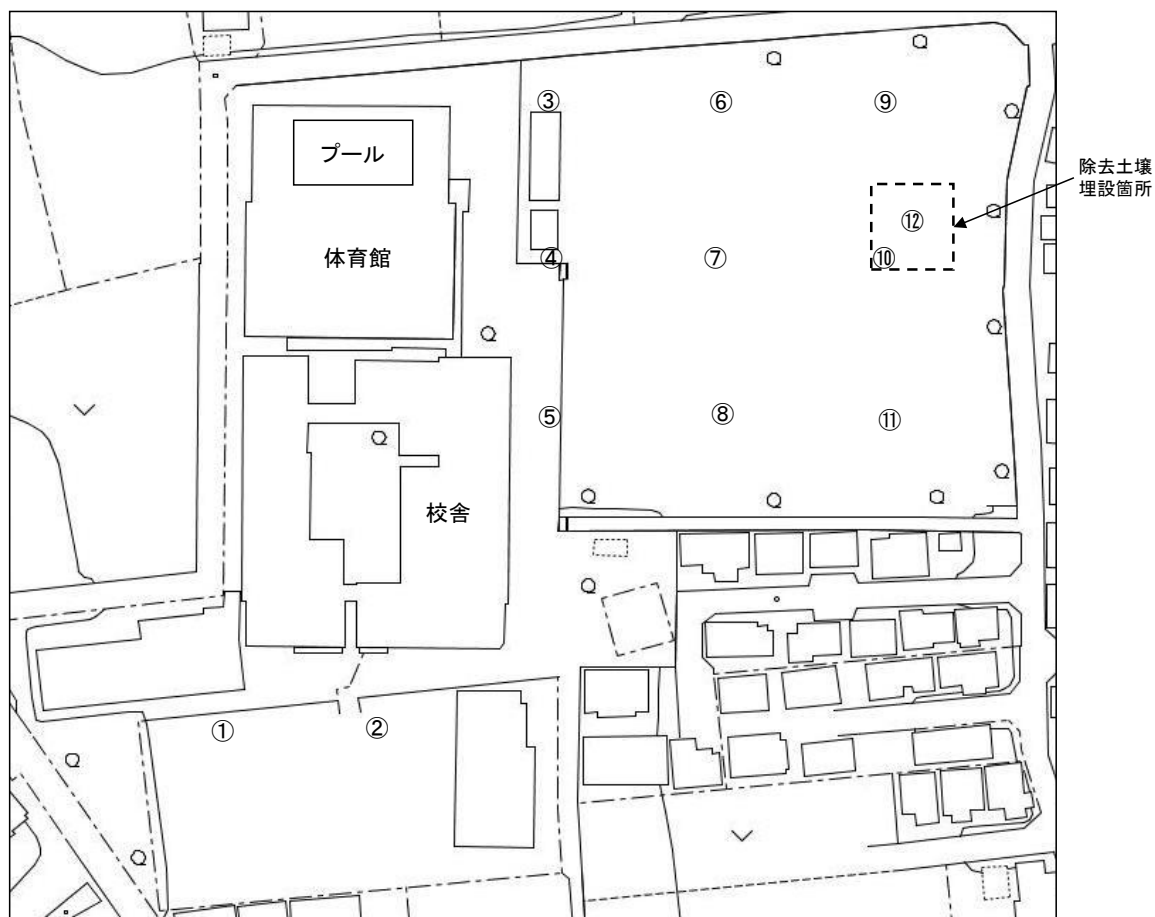 ③
⑥
⑨
プール
除去土壌
埋設箇所
⑫
体育館
④
⑦
⑩
⑤
⑧
⑪
校舎
①
②